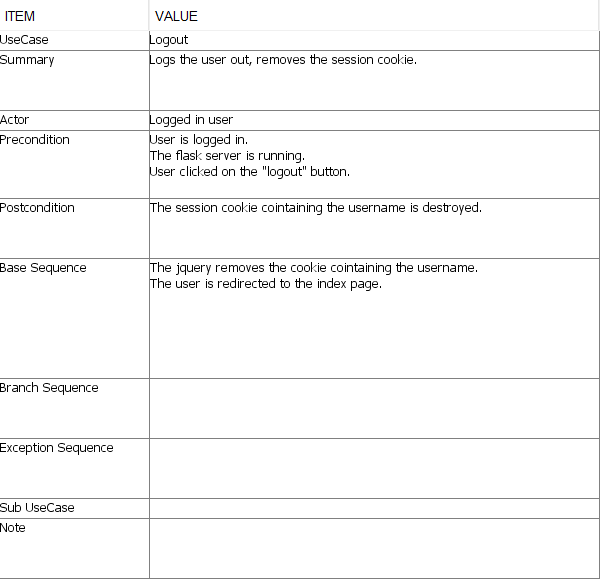 ITEM VALUE
UseCase Logout
Summary Logs the user out, removes the session cookie.
Actor Logged in user
Precondition User is logged in.
The flask server is running.
User clicked on the "logout" button.
Postcondition The session cookie cointaining the username is destroyed.
Base Sequence The jquery removes the cookie cointaining the username.
The user is redirected to the index page.
Branch Sequence
Exception Sequence
Sub UseCase
Note